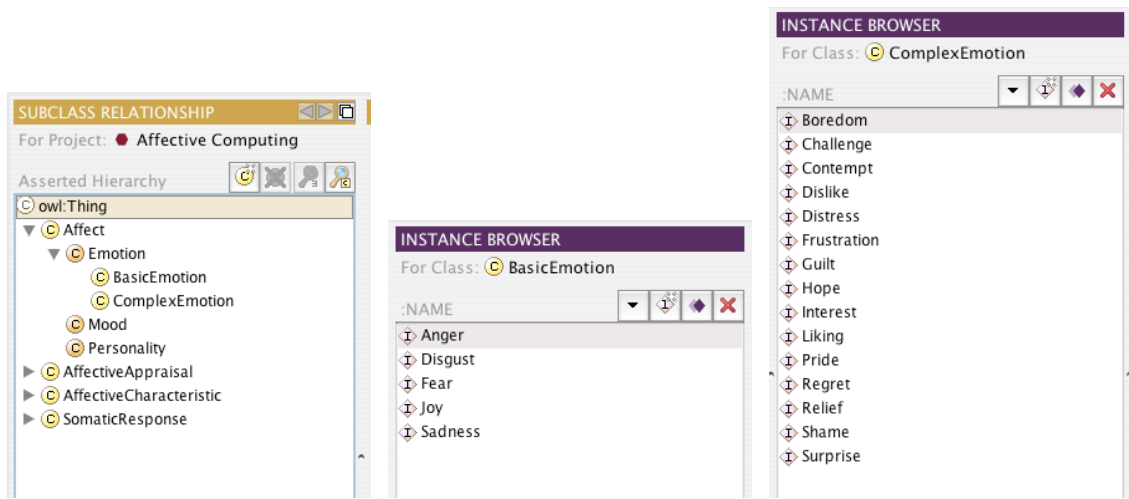 SUBCLASS RELATIONSHIP
For Project: Affective Computing
Asserted Hierarchy
owl:Thing
Affect
Emotion
BasicEmotion
ComplexEmotion
Mood
Personality
AffectiveAppraisal
AffectiveCharacteristic
SomaticResponse
INSTANCE BROWSER
For Class: C BasicEmotion
:NAME
Anger
Disgust
Fear
Joy
Sadness
INSTANCE BROWSER
For Class: C ComplexEmotion
:NAME
Boredom
Challenge
Contempt
Dislike
Distress
Frustration
Guilt
Hope
Interest
Liking
Pride
Regret
Relief
Shame
Surprise